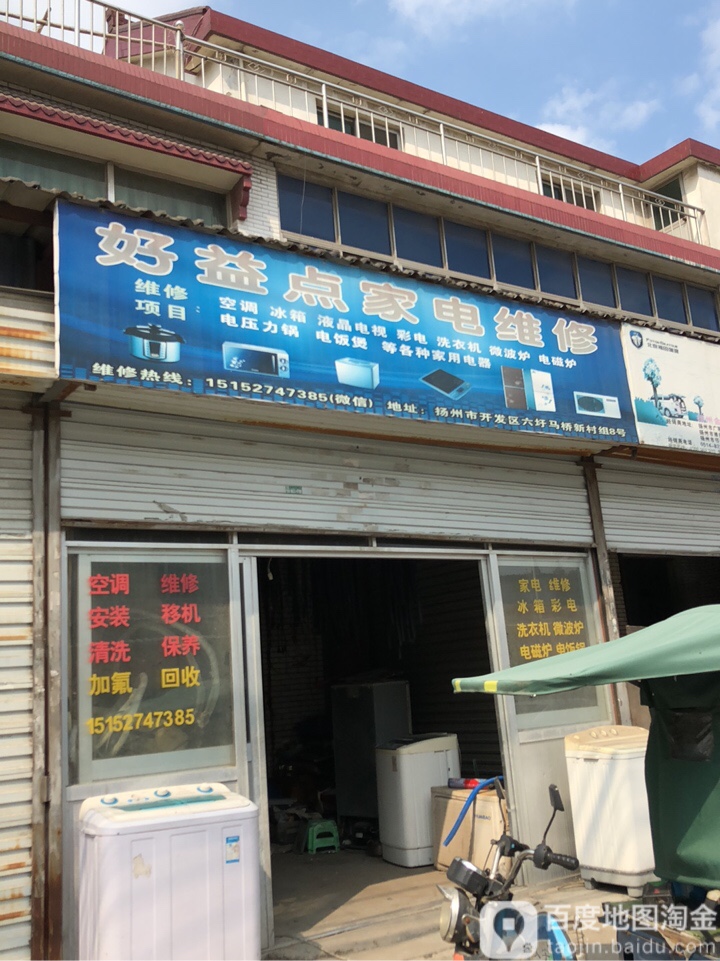 好益点家电维修
维修
项目:
空调 冰箱 液晶电视 彩电 洗衣机 微波炉 电磁炉
电压力锅 电饭煲 等各种家用电器
维修热线:15152747385(微信) 地址:扬州市开发区六圩马桥新村组8号
空调 维修
安装 移机
清洗 保养
加氟 回收
15152747385
家电 维修
冰箱 彩电
洗衣机 微波炉
电磁炉 电饭锅
百度地图淘金
taojin.baidu.com